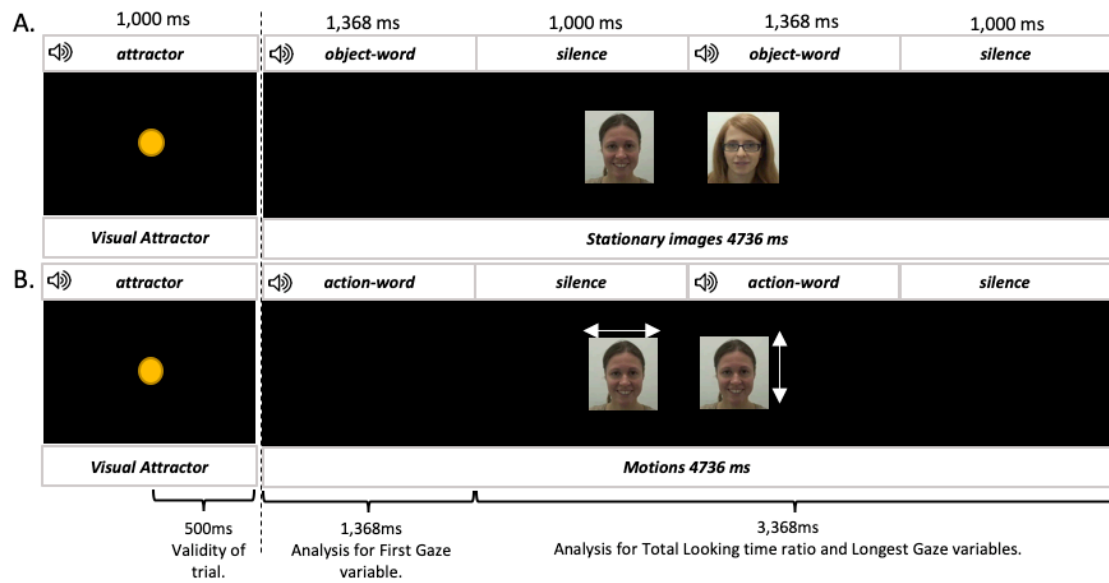 A.
1,000 ms 1,368 ms 1,000 ms 1,368 ms 1,000 ms
attractor object-word silence object-word silence
Visual Attractor Stationary images 4736 ms
B.
attractor action-word silence action-word silence
Visual Attractor Motions 4736 ms
500ms
Validity of
trial.
1,368ms
Analysis for First Gaze
variable.
3,368ms
Analysis for Total Looking time ratio and Longest Gaze variables.